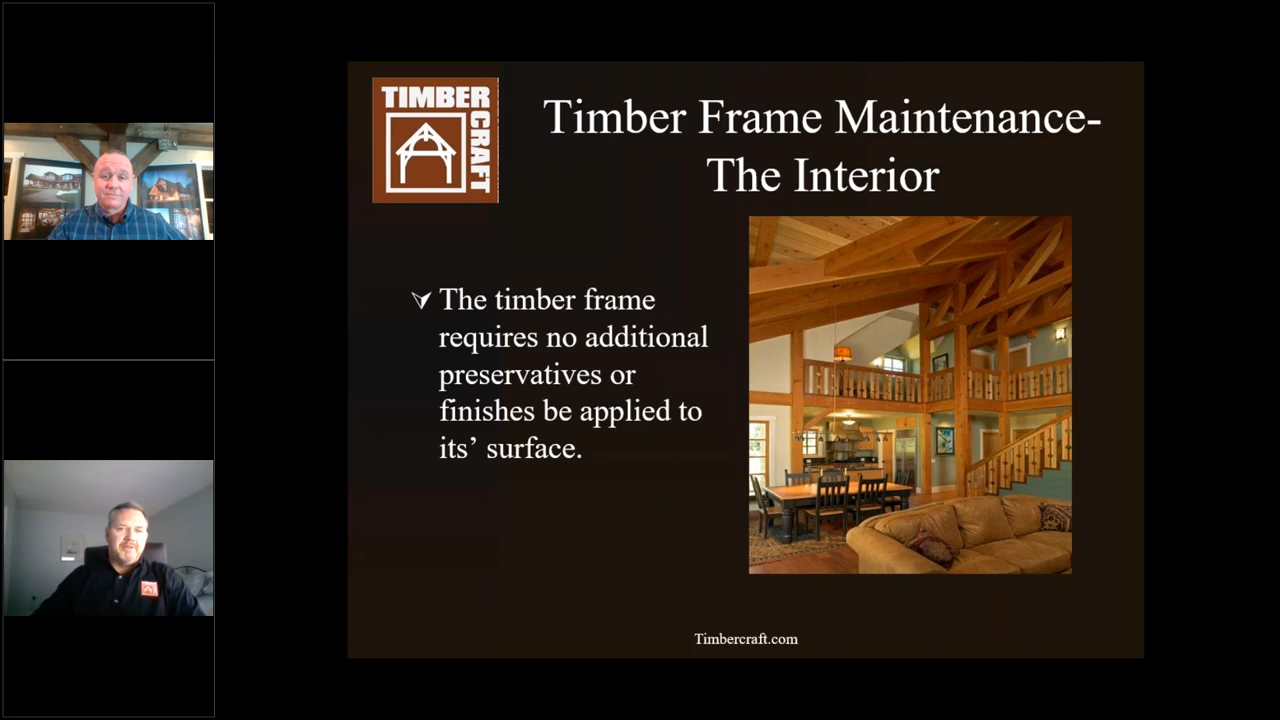 TIMBER
CRAFT
Timber Frame Maintenance-
The Interior
The timber frame
requires no additional
preservatives or
finishes be applied to
its’ surface.
Timbercraft.com